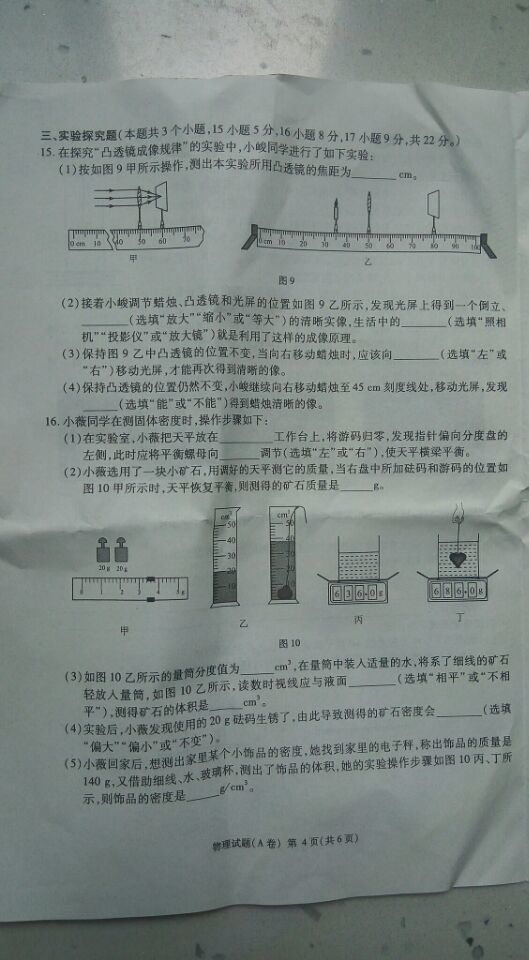 三、实验探究题(本题共3个小题,15小题5分,16小题8分,17小题9分,共22分。)
15. 在探究“凸透镜成像规律”的实验中,小峻同学进行了如下实验:
(1)按如图9甲所示操作,测出本实验所用凸透镜的焦距为______cm。
0 cm 10 40 50 60 70
0 cm 10 20 30 40 50 60 70 80 90 100
甲 乙
图9
(2)接着小峻调节蜡烛、凸透镜和光屏的位置如图9乙所示,发现光屏上得到一个倒立、
______(选填“放大”“缩小”或“等大”)的清晰实像,生活中的______(选填“照相
机”“投影仪”或“放大镜”)就是利用了这样的成像原理。
(3)保持图9乙中凸透镜的位置不变,当向右移动蜡烛时,应该向______(选填“左”或
“右”)移动光屏,才能再次得到清晰的像。
(4)保持凸透镜的位置仍然不变,小峻继续向右移动蜡烛至45 cm刻度线处,移动光屏,发现
______(选填“能”或“不能”)得到蜡烛清晰的像。
16. 小薇同学在测固体密度时,操作步骤如下:
(1)在实验室,小薇把天平放在______工作台上,将游码归零,发现指针偏向分度盘的
左侧,此时应将平衡螺母向______调节(选填“左”或“右”),使天平横梁平衡。
(2)小薇选用了一块小矿石,用调好的天平测它的质量,当右盘中所加砝码和游码的位置如
图10甲所示时,天平恢复平衡,则测得的矿石质量是______g。
20 g 20 g
0 1 2 3 4 5 g
cm³ 50 40 30 20 10
cm³ 50 40 30 20 10
6 3 6 . 0 g
6 8 6 . 0 g
甲 乙 丙 丁
图10
(3)如图10乙所示的量筒分度值为______cm³,在量筒中装入适量的水,将系了细线的矿石
轻放入量筒,如图10乙所示,读数时视线应与液面______(选填“相平”或“不相
平”),测得矿石的体积是______cm³。
(4)实验后,小薇发现使用的20 g砝码生锈了,由此导致测得的矿石密度会______(选填
“偏大”“偏小”或“不变”)。
(5)小薇回家后,想测出家里某个小饰品的密度,她找到家里的电子秤,称出饰品的质量是
140 g,又借助细线、水、玻璃杯,测出了饰品的体积,她的实验操作步骤如图10丙、丁所
示,则饰品的密度是______g/cm³。
物理试题(A卷) 第4页(共6页)